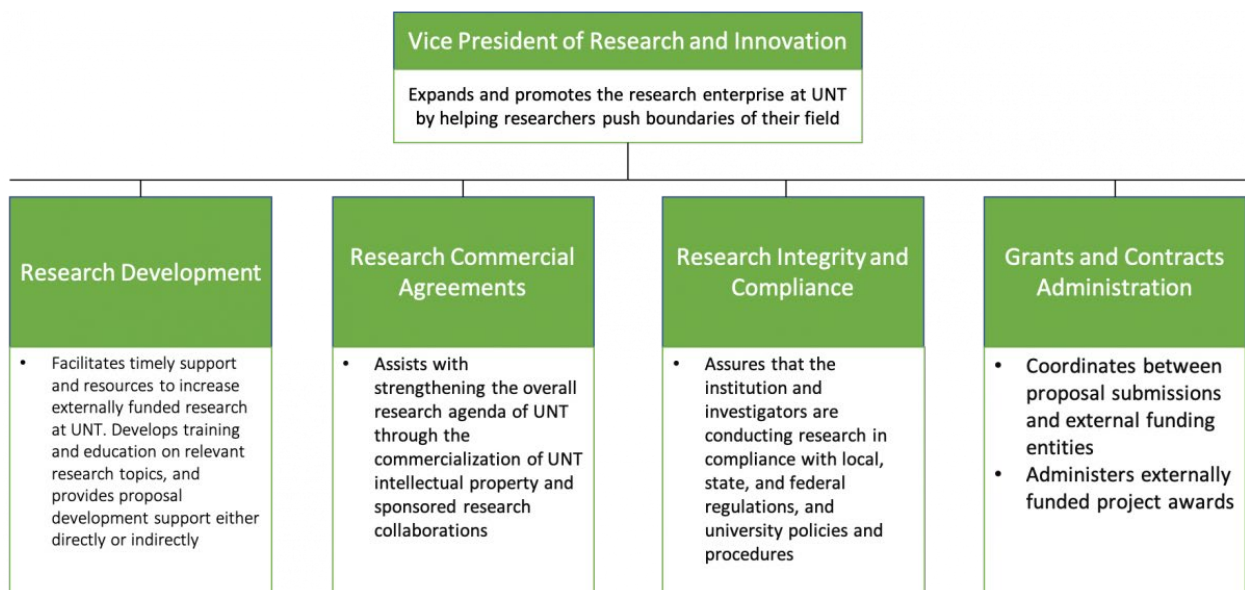 Vice President of Research and Innovation
Expands and promotes the research enterprise at UNT
by helping researchers push boundaries of their field
Research Development
• Facilitates timely support
and resources to increase
externally funded research
at UNT. Develops training
and education on relevant
research topics, and
provides proposal
development support either
directly or indirectly
Research Commercial
Agreements
• Assists with
strengthening the overall
research agenda of UNT
through the
commercialization of UNT
intellectual property and
sponsored research
collaborations
Research Integrity and
Compliance
• Assures that the
institution and
investigators are
conducting research in
compliance with local,
state, and federal
regulations, and
university policies and
procedures
Grants and Contracts
Administration
• Coordinates between
proposal submissions
and external funding
entities
• Administers externally
funded project awards